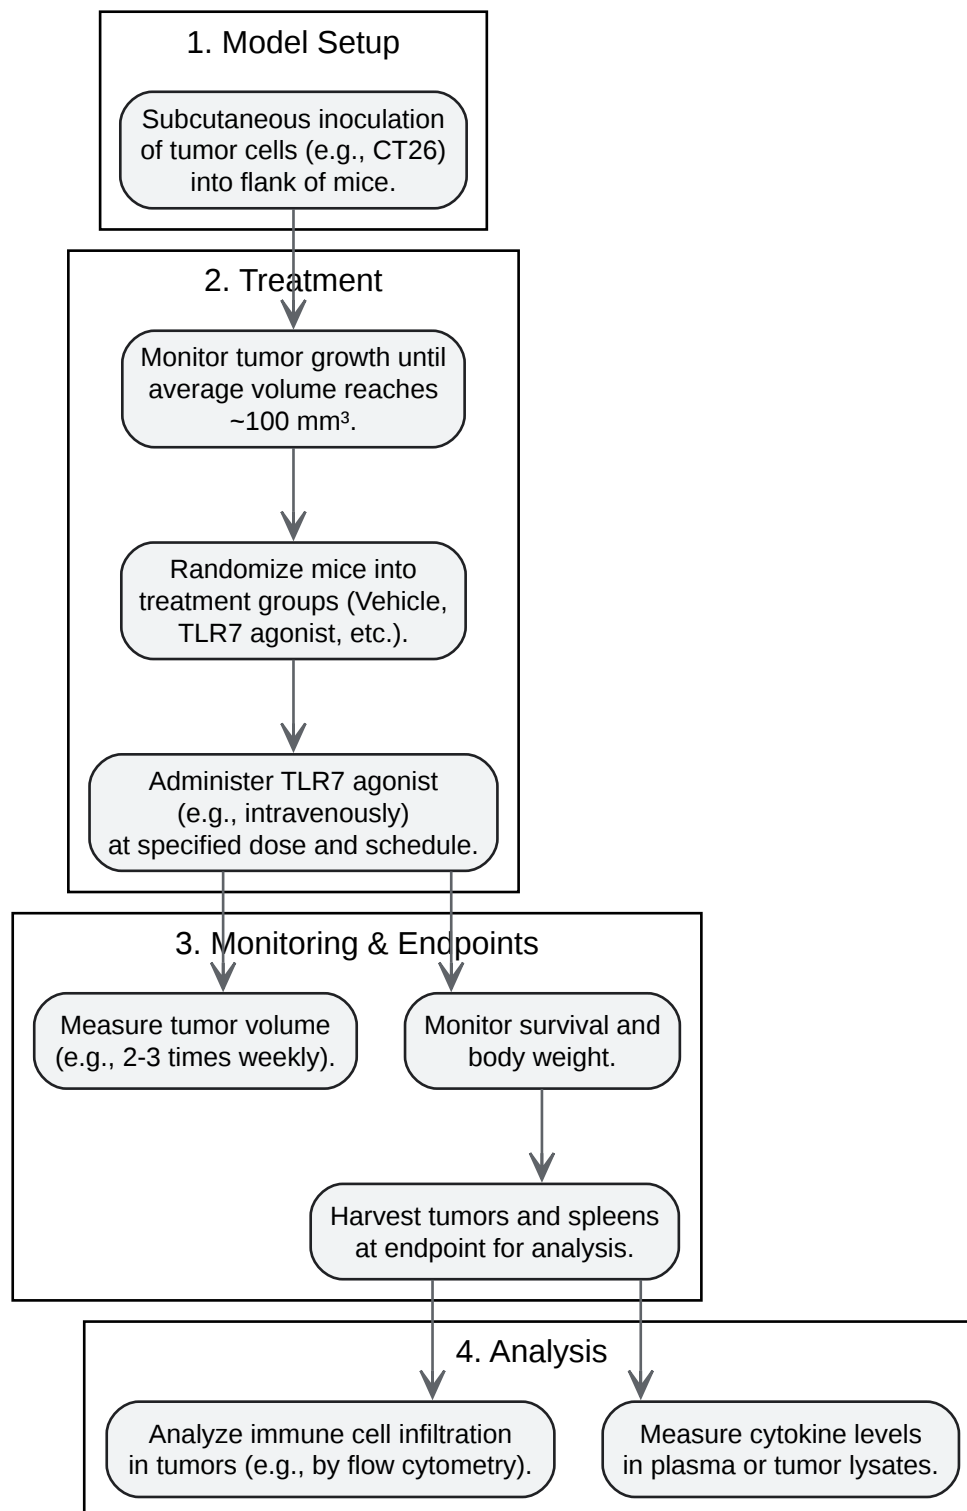 1. Model Setup
Subcutaneous inoculation
of tumor cells (e.g., CT26)
into flank of mice.
2. Treatment
Monitor tumor growth until
average volume reaches
~100 mm³.
Randomize mice into
treatment groups (Vehicle,
TLR7 agonist, etc.).
Administer TLR7 agonist
(e.g., intravenously)
at specified dose and schedule.
3. Monitoring & Endpoints
Measure tumor volume
(e.g., 2-3 times weekly).
Monitor survival and
body weight.
Harvest tumors and spleens
at endpoint for analysis.
4. Analysis
Analyze immune cell infiltration
in tumors (e.g., by flow cytometry).
Measure cytokine levels
in plasma or tumor lysates.